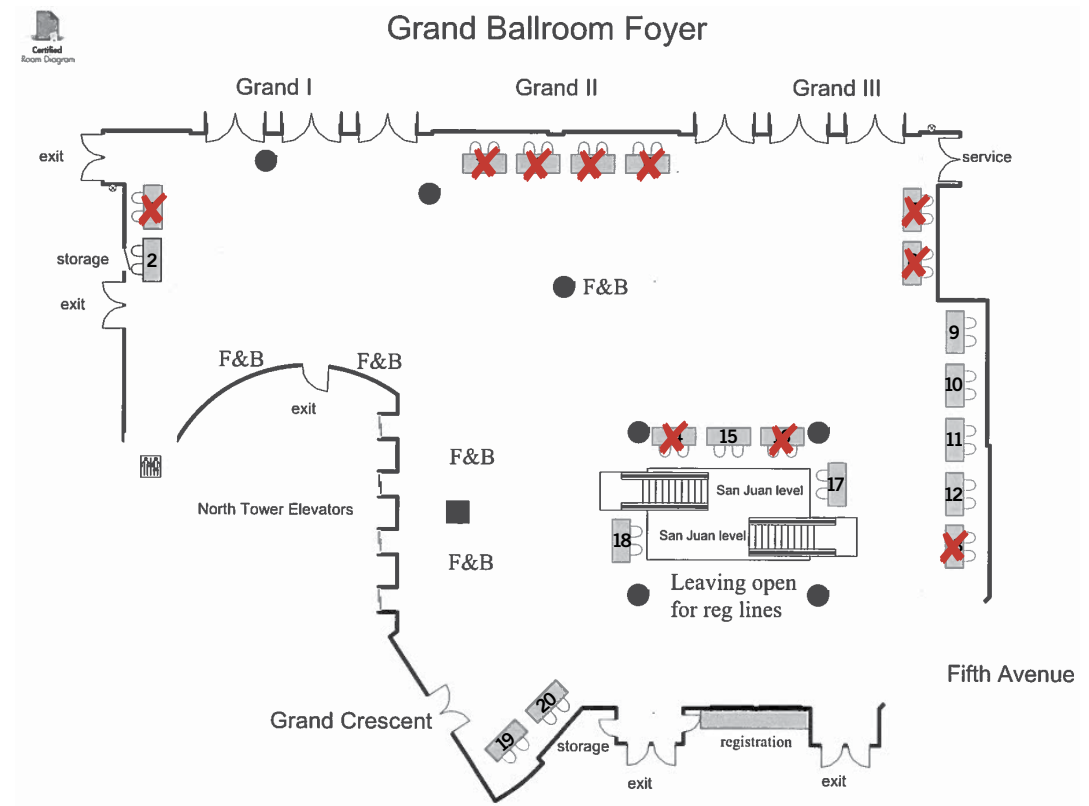 Certified
Room Diagram
Grand Ballroom Foyer
Grand I
Grand II
Grand III
exit
service
2
storage
F&B
exit
9
F&B
F&B
10
exit
15
11
F&B
San Juan level
17
12
North Tower Elevators
San Juan level
18
F&B
Leaving open
for reg lines
Fifth Avenue
20
Grand Crescent
19
storage
registration
exit
exit